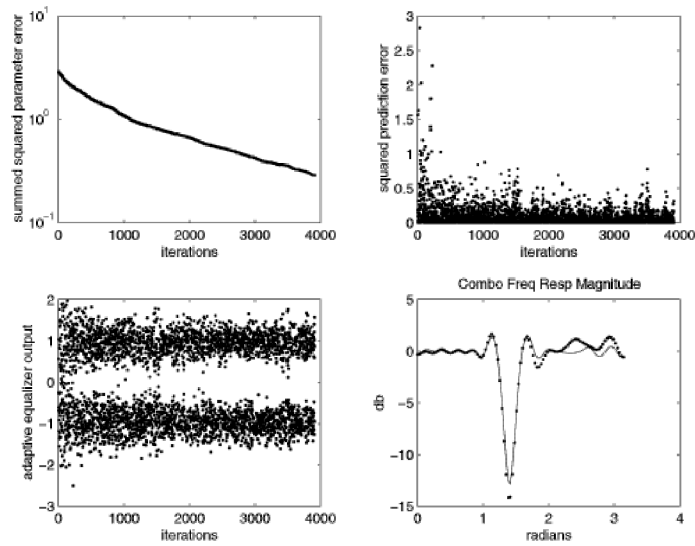 10^1
10^0
10^-1
0 1000 2000 3000 4000
iterations
summed squared parameter error
3
2.5
2
1.5
1
0.5
0
0 1000 2000 3000 4000
iterations
squared prediction error
2
1
0
−1
−2
−3
0 1000 2000 3000 4000
iterations
adaptive equalizer output
Combo Freq Resp Magnitude
5
0
−5
−10
−15
0 1 2 3 4
radians
db